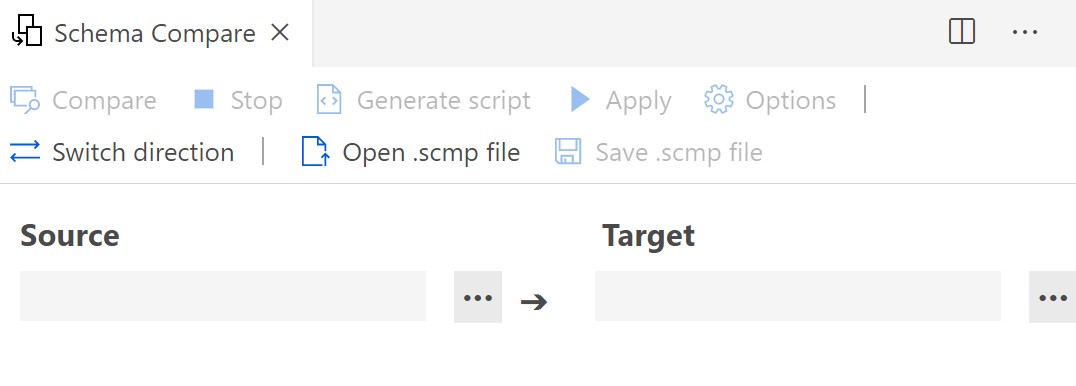 Schema Compare
Compare Stop Generate script Apply Options
Switch direction Open .scmp file Save .scmp file
Source Target